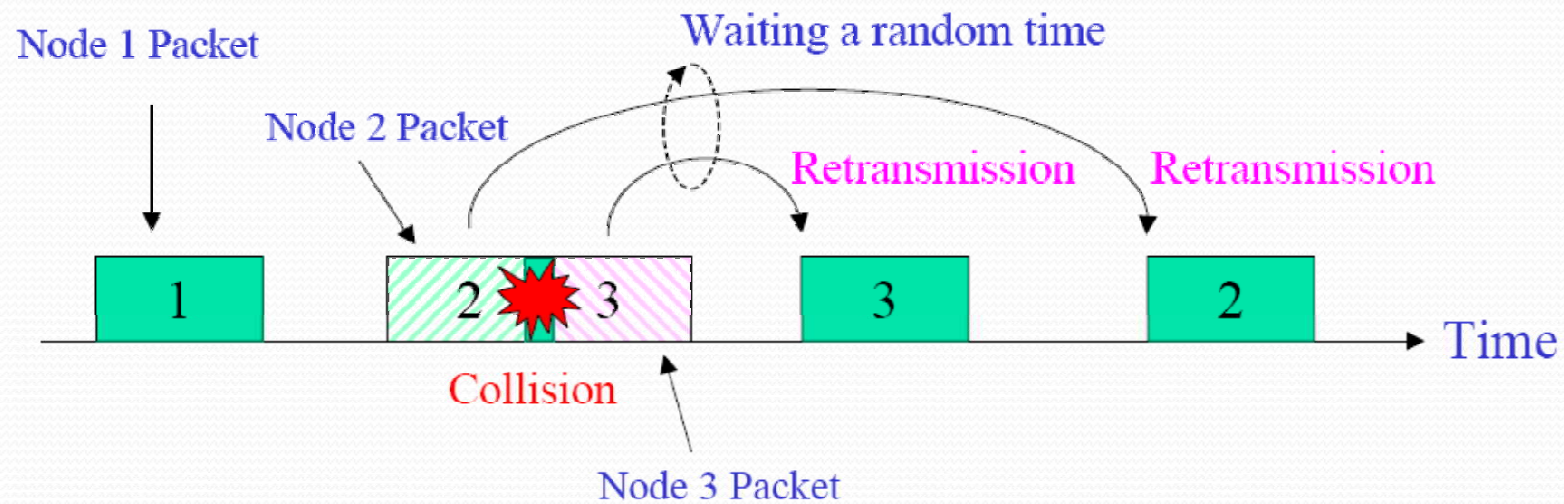 Waiting a random time
Node 1 Packet
Node 2 Packet
Retransmission
Retransmission
1
2
3
3
2
Time
Collision
Node 3 Packet